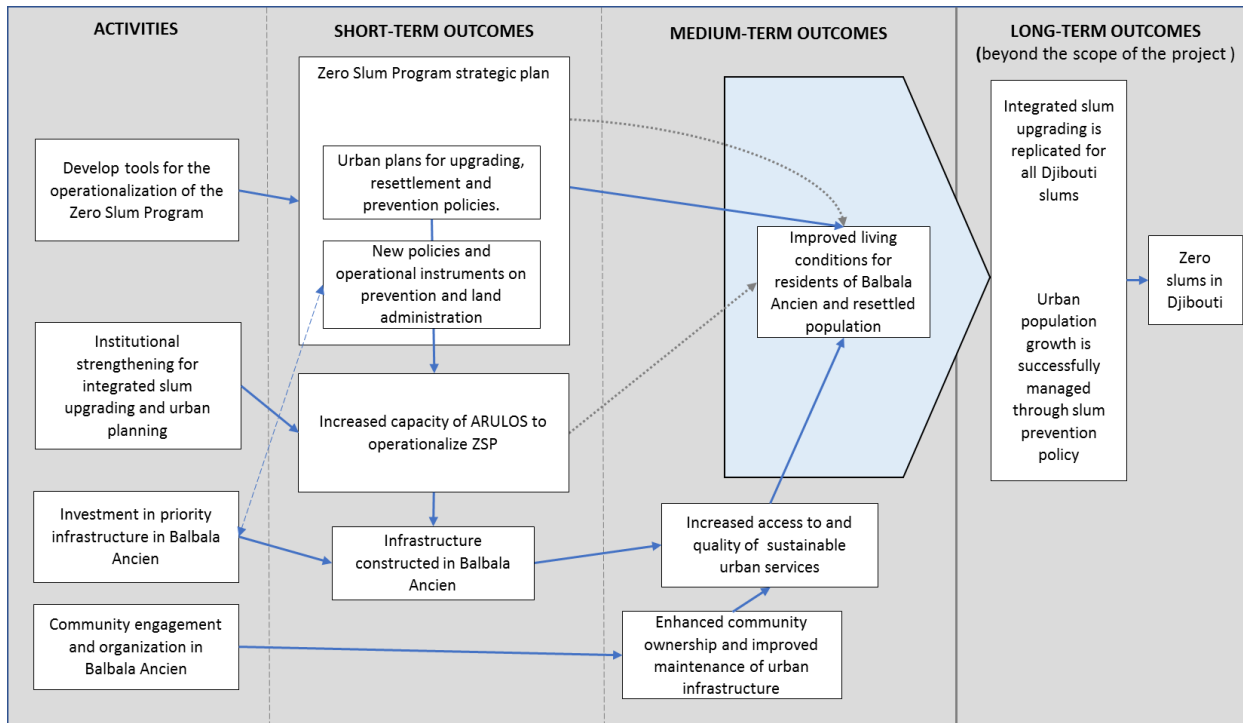 ACTIVITIES
Develop tools for the
operationalization of the
Zero Slum Program
Institutional
strengthening for
integrated slum
upgrading and urban
planning
Investment in priority
infrastructure in Balbala
Ancien
Community engagement
and organization in
Balbala Ancien
SHORT-TERM OUTCOMES
Zero Slum Program strategic plan
Urban plans for upgrading,
resettlement and
prevention policies.
New policies and
operational instruments on
prevention and land
administration
Increased capacity of ARULOS to
operationalize ZSP
Infrastructure
constructed in Balbala
Ancien
MEDIUM-TERM OUTCOMES
Improved living
conditions for
residents of Balbala
Ancien and resettled
population
Increased access to and
quality of sustainable
urban services
Enhanced community
ownership and improved
maintenance of urban
infrastructure
LONG-TERM OUTCOMES
(beyond the scope of the project )
Integrated slum
upgrading is
replicated for
all Djibouti
slums
Urban
population
growth is
successfully
managed
through slum
prevention
policy
Zero
slums in
Djibouti